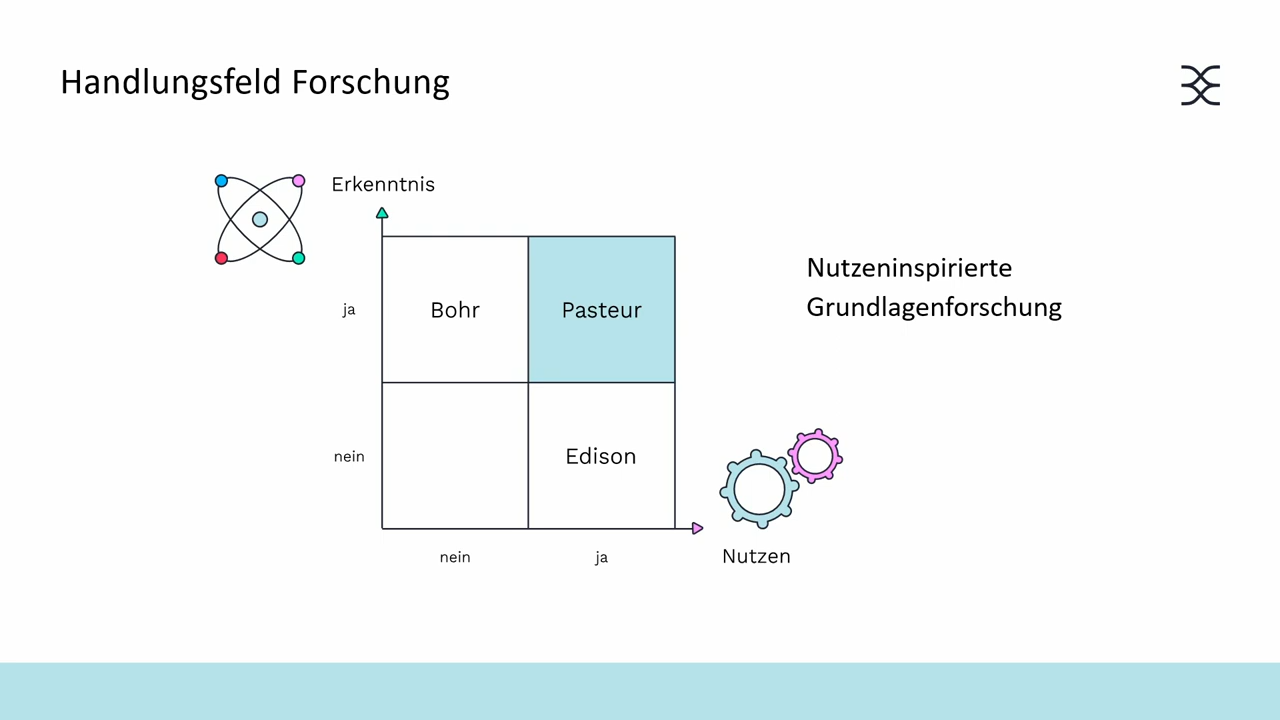 Handlungsfeld Forschung
Erkenntnis
ja
Bohr
Pasteur
Nutzeninspirierte
Grundlagenforschung
nein
Edison
nein
ja
Nutzen